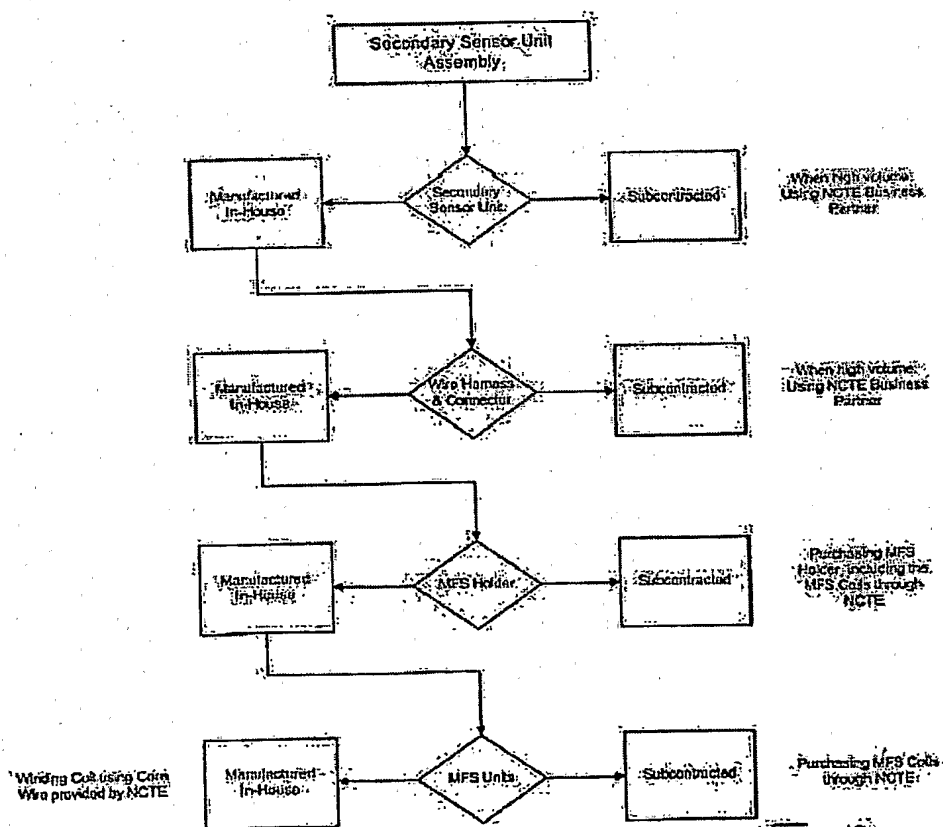 Secondary Sensor Unit
Assembly
Manufactured
In-House
Secondary
Sensor Unit
Subcontracted
When high volume
Using NCTE Business
Partner
Manufactured
In-House
Wire Harness
& Connector
Subcontracted
When high volume
Using NCTE Business
Partner
Manufactured
In-House
MFS Holder
Subcontracted
Purchasing MFS
Holder, including the
MFS Coils through
NCTE
Winding Coil using Core
Wire provided by NCTE
Manufactured
In-House
MFS Units
Subcontracted
Purchasing MFS Coils
through NCTE